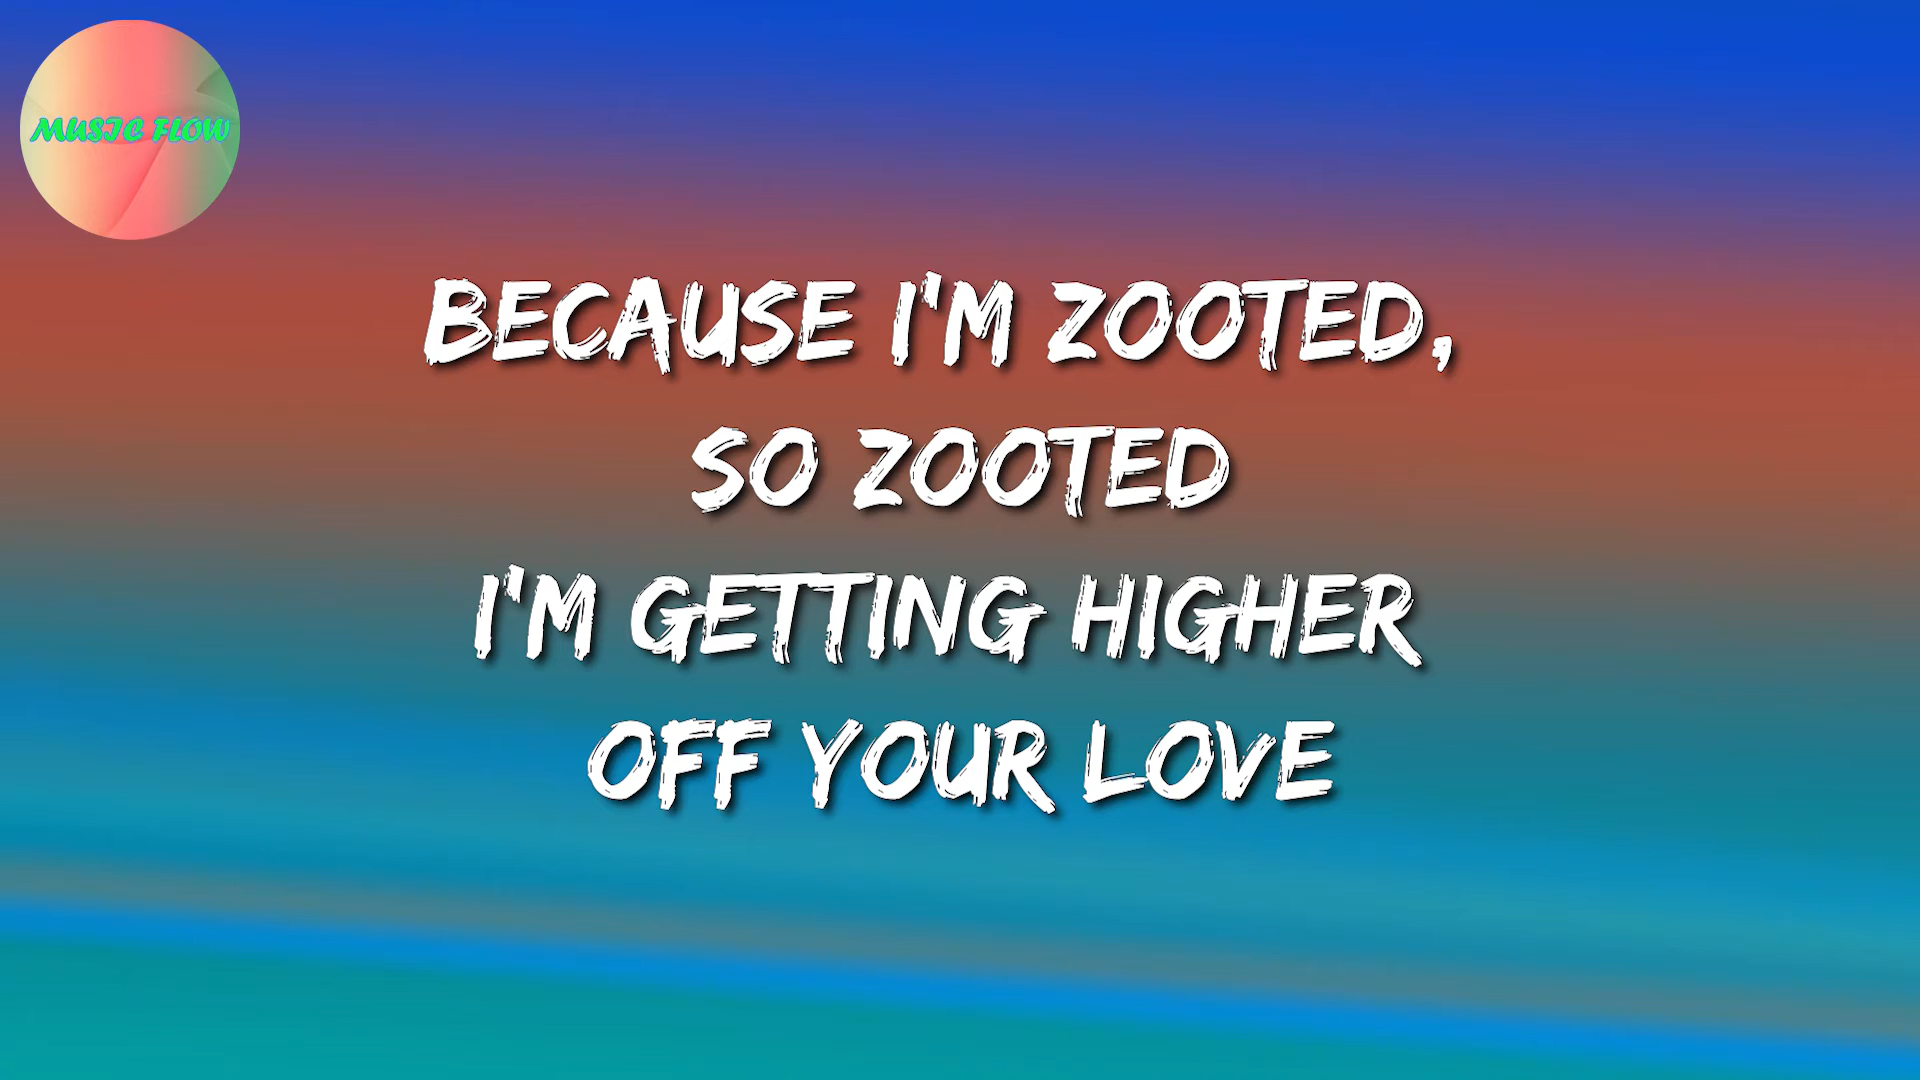 MUSIC FLOW
BECAUSE I'M ZOOTED,
SO ZOOTED
I'M GETTING HIGHER
OFF YOUR LOVE